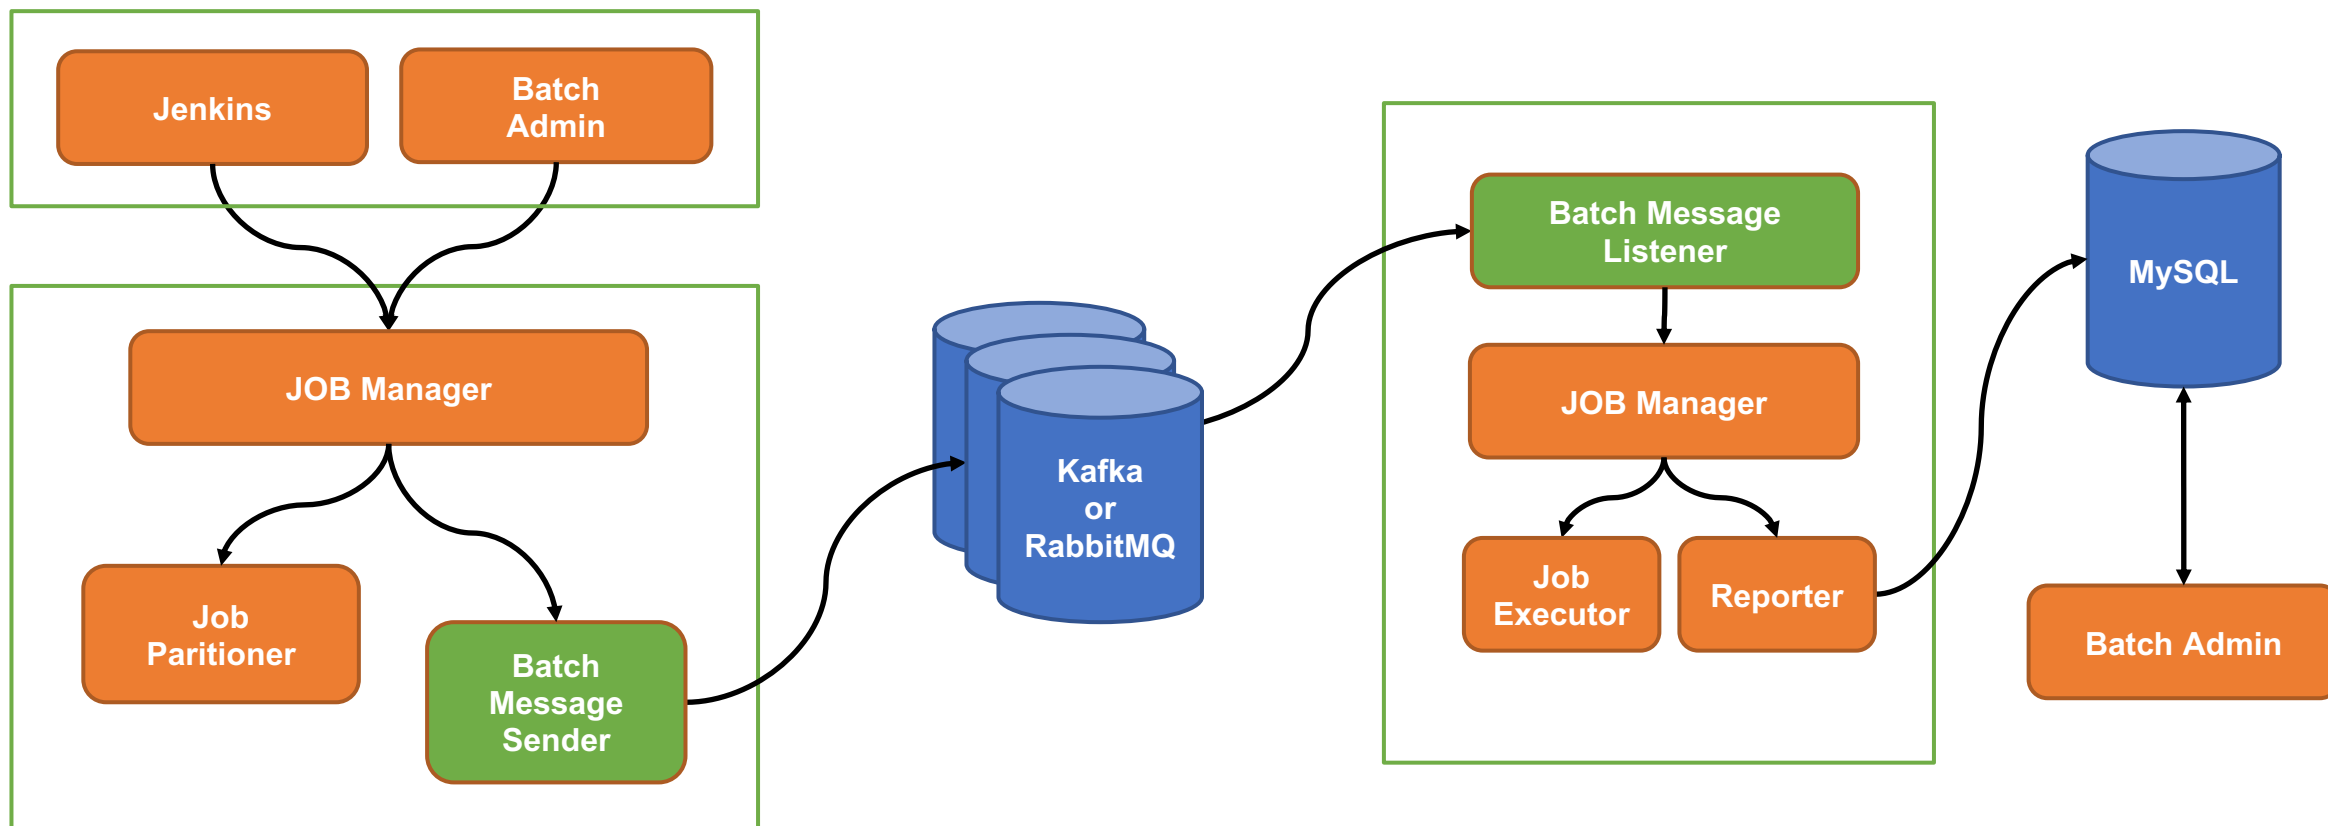 Jenkins
Batch
Admin
JOB Manager
Job
Paritioner
Batch
Message
Sender
Kafka
or
RabbitMQ
Batch Message
Listener
JOB Manager
Job
Executor
Reporter
MySQL
Batch Admin